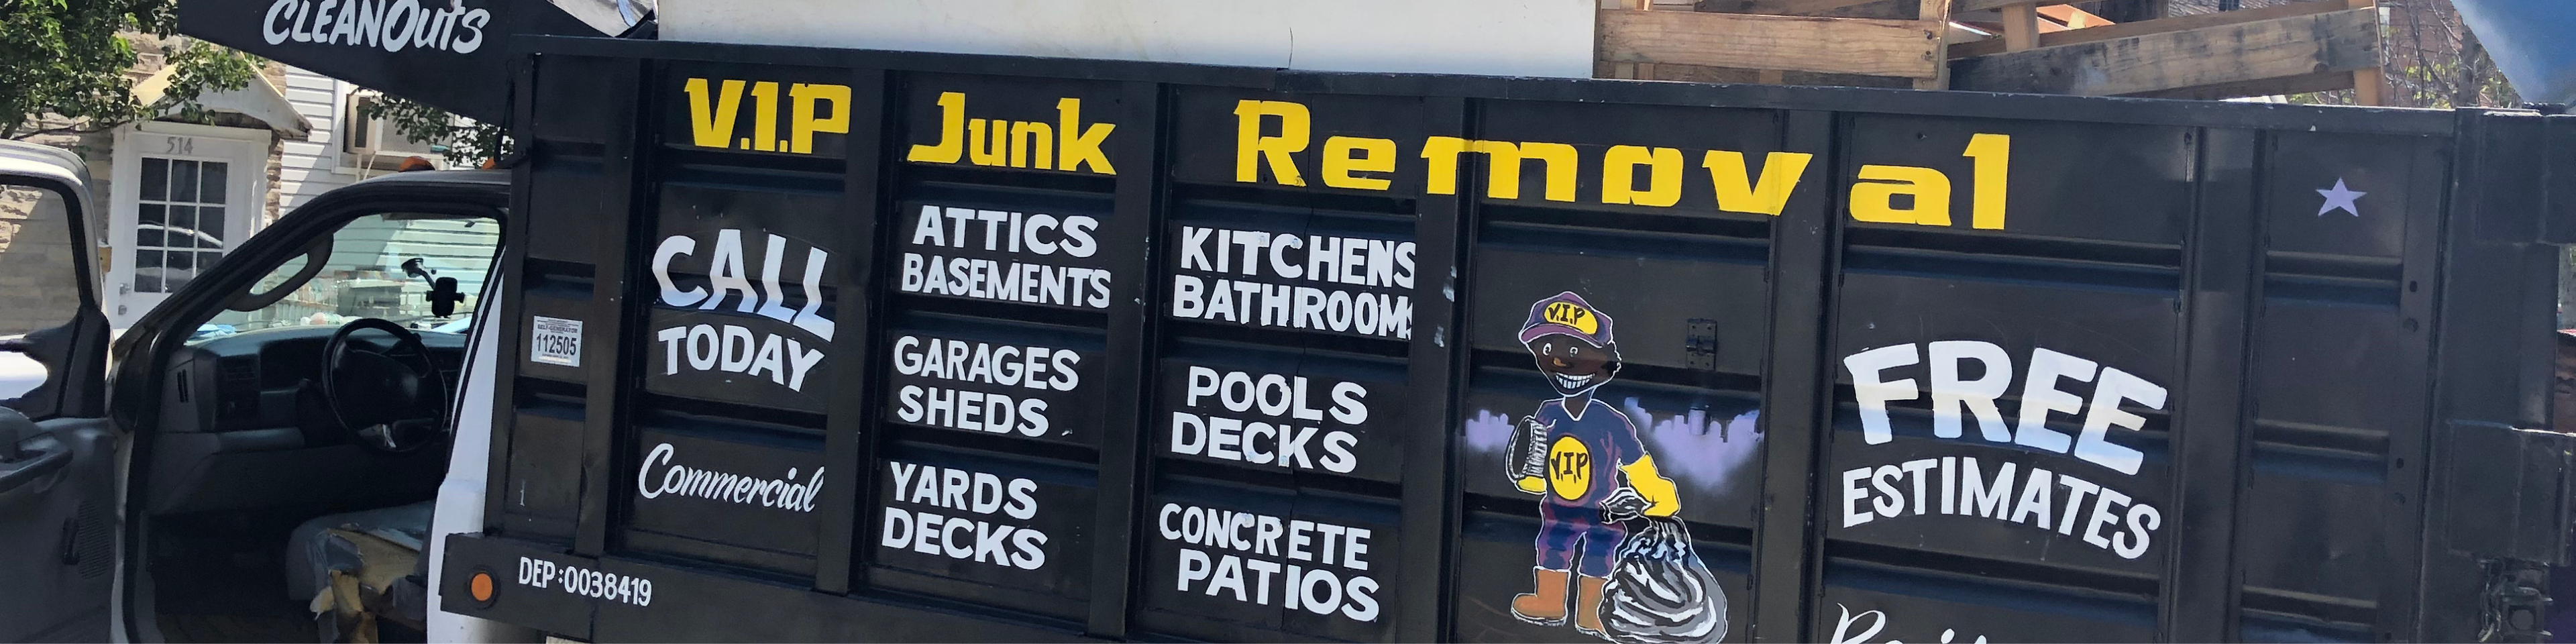 CLEANOUTS
514
V.I.P Junk Removal
CALL
TODAY
Commercial
ATTICS
BASEMENTS
GARAGES
SHEDS
YARDS
DECKS
KITCHENS
BATHROOMS
POOLS
DECKS
CONCRETE
PATIOS
V.I.P
V.I.P
FREE
ESTIMATES
112505
DEP:0038419